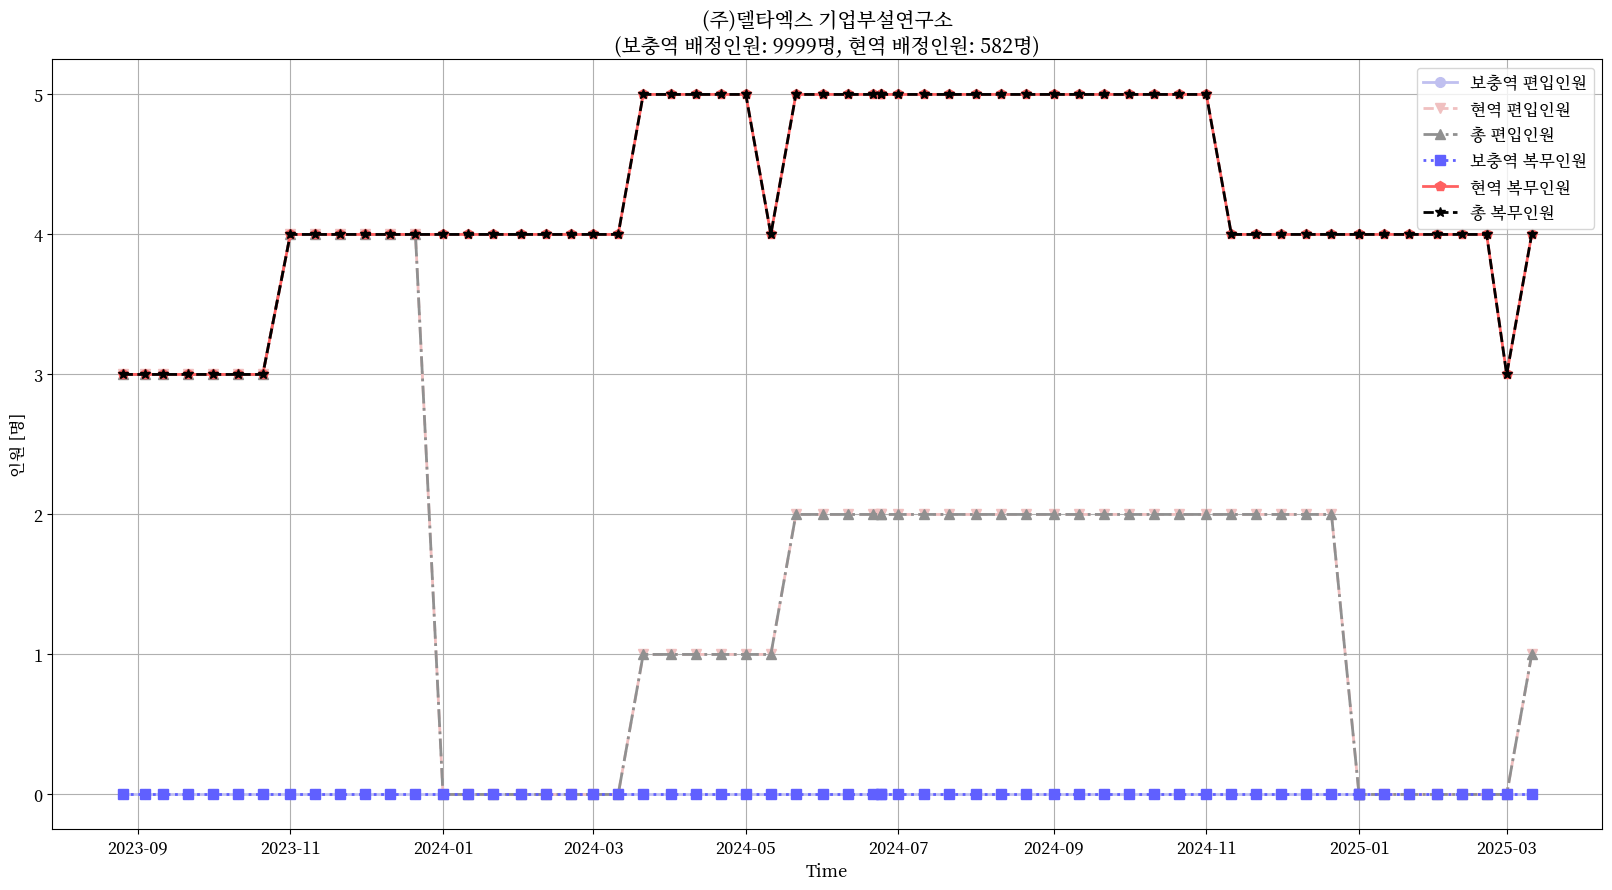 (주)델타엑스 기업부설연구소
(보충역 배정인원: 9999명, 현역 배정인원: 582명)
보충역 편입인원
현역 편입인원
총 편입인원
보충역 복무인원
현역 복무인원
총 복무인원
인원 [명]
5
4
3
2
1
0
2023-09
2023-11
2024-01
2024-03
2024-05
2024-07
2024-09
2024-11
2025-01
2025-03
Time